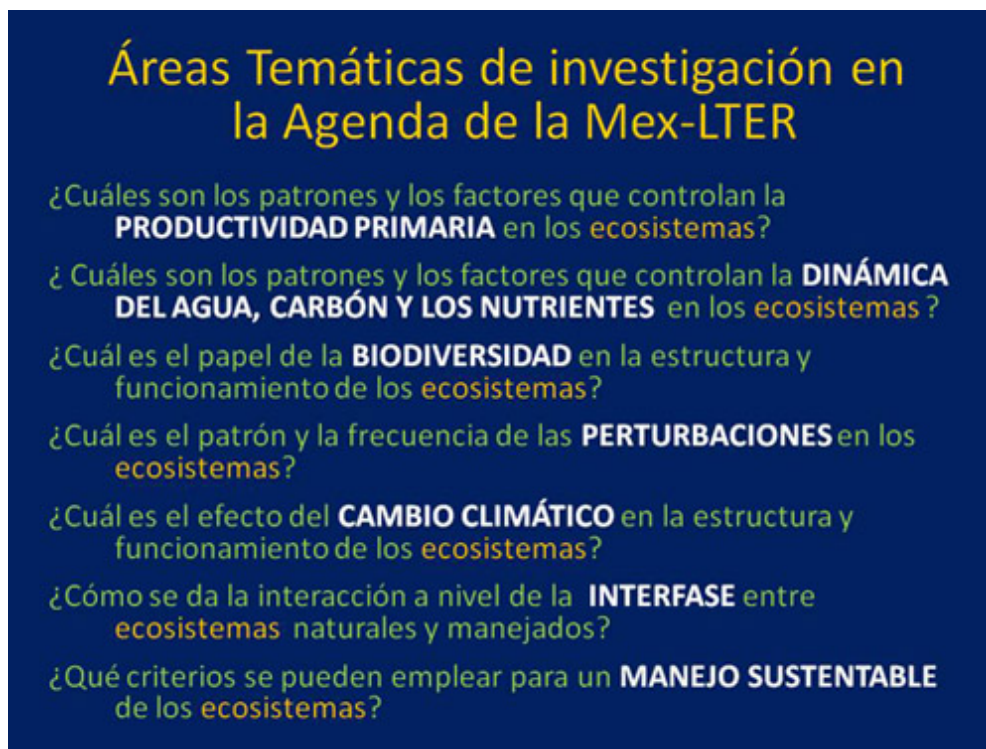 Áreas Temáticas de investigación en
la Agenda de la Mex-LTER
¿Cuáles son los patrones y los factores que controlan la
PRODUCTIVIDAD PRIMARIA en los ecosistemas?
¿ Cuáles son los patrones y los factores que controlan la DINÁMICA
DEL AGUA, CARBÓN Y LOS NUTRIENTES en los ecosistemas ?
¿Cuál es el papel de la BIODIVERSIDAD en la estructura y
funcionamiento de los ecosistemas?
¿Cuál es el patrón y la frecuencia de las PERTURBACIONES en los
ecosistemas?
¿Cuál es el efecto del CAMBIO CLIMÁTICO en la estructura y
funcionamiento de los ecosistemas?
¿Cómo se da la interacción a nivel de la INTERFASE entre
ecosistemas naturales y manejados?
¿Qué criterios se pueden emplear para un MANEJO SUSTENTABLE
de los ecosistemas?